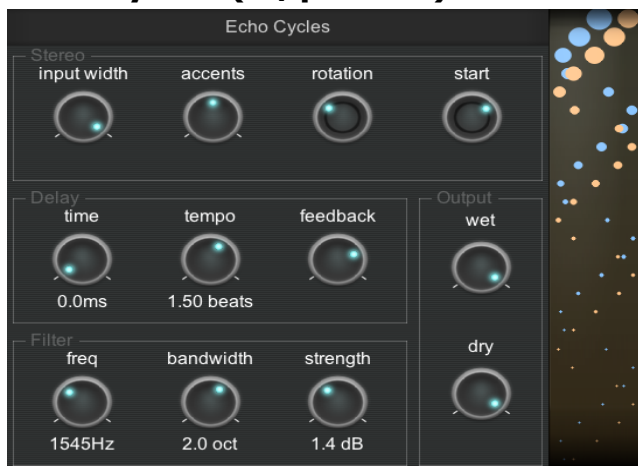 Echo Cycles
Stereo
input width accents rotation start
Delay
time tempo feedback
0.0ms 1.50 beats
Output
wet
dry
Filter
freq bandwidth strength
1545Hz 2.0 oct 1.4 dB